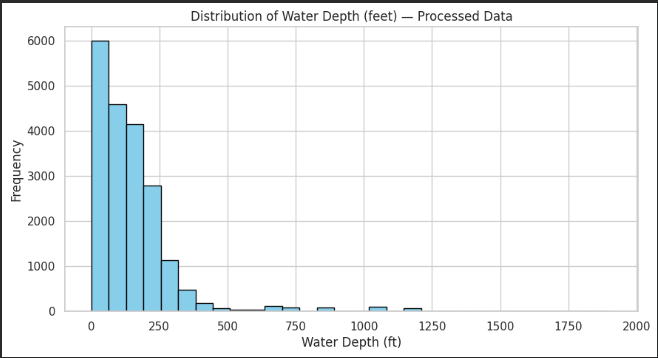 Distribution of Water Depth (feet) — Processed Data
Frequency
6000
5000
4000
3000
2000
1000
0
0 250 500 750 1000 1250 1500 1750 2000
Water Depth (ft)